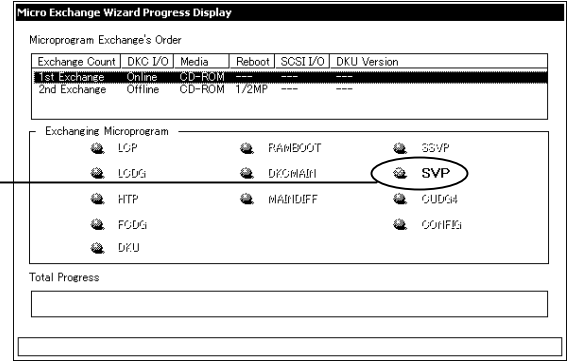 Micro Exchange Wizard Progress Display
Microprogram Exchange's Order
Exchange Count DKC I/O Media Reboot SCSI I/O DKU Version
1st Exchange Online CD-ROM --- --- ---
2nd Exchange Offline CD-ROM 1/2MP --- ---
Exchanging Microprogram
LCP RAMBOOT SSVP
LCDG DKCMAIN SVP
HTP MAINDIFF CUDG4
FCDG CONFIG
DKU
Total Progress